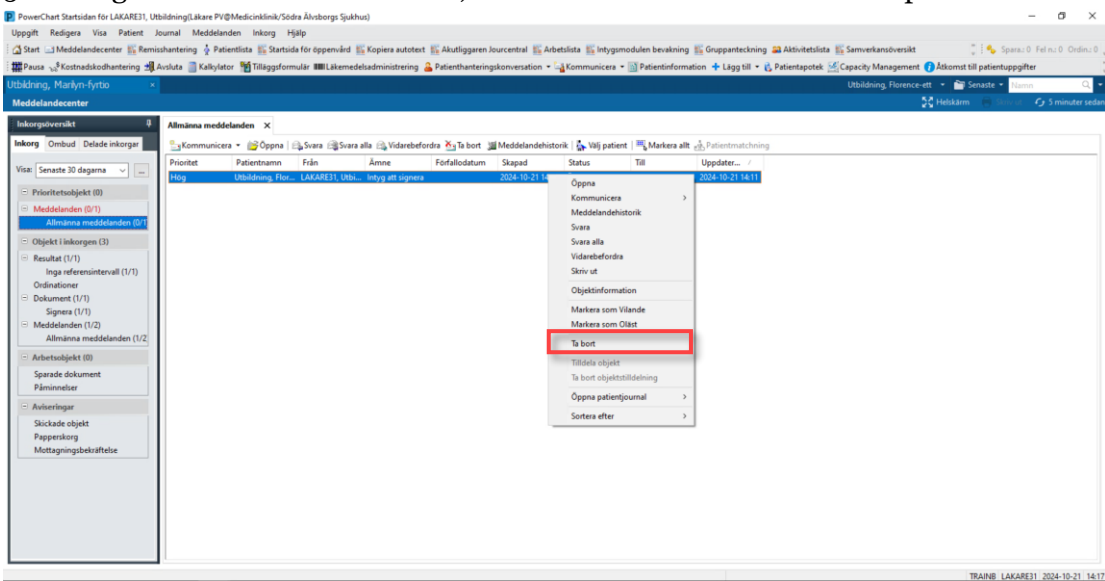 PowerChart Startsidan för LAKARE31, Utbildning(Läkare PV@Medicinklinik/Södra Älvsborgs Sjukhus)
Uppgift Redigera Visa Patient Journal Meddelanden Inkorg Hjälp
Start Meddelandecenter Remisshantering Patientlista Startsida för öppenvård Kopiera autotext Akutliggaren Jourcentral Arbetslista Intygsmodulen bevakning Gruppanteckning Aktivitetslista Samverkansöversikt Spara.: 0 Fel n.: 0 Ordin.: 0
Pausa Kostnadskodhantering Avsluta Kalkylator Tilläggsformulär Läkemedelsadministrering Patienthanteringskonversation Kommunicera Patientinformation Lägg till Patientapotek Capacity Management Åtkomst till patientuppgifter
Utbildning, Marilyn-fyrtio × Utbildning, Florence-ett Senaste Namn
Meddelandecenter Helskärm Skriv ut 5 minuter sedan
Inkorgsöversikt Allmänna meddelanden ×
Inkorg Ombud Delade inkorgar Kommunicera Öppna Svara Svara alla Vidarebefordra Ta bort Meddelandehistorik Välj patient Markera allt Patientmatchning
Visa: Senaste 30 dagarna ...
Prioritet Patientnamn Från Ämne Förfallodatum Skapad Status Till Uppdater...
Hög Utbildning, Flor... LAKARE31, Utbi... Intyg att signera 2024-10-21 14 2024-10-21 14:11
Prioritetsobjekt (0)
Meddelanden (0/1)
Allmänna meddelanden (0/1
Objekt i inkorgen (3)
Resultat (1/1)
Inga referensintervall (1/1)
Ordinationer
Dokument (1/1)
Signera (1/1)
Meddelanden (1/2)
Allmänna meddelanden (1/2
Arbetsobjekt (0)
Sparade dokument
Påminnelser
Aviseringar
Skickade objekt
Papperskorg
Mottagningsbekräftelse
Öppna
Kommunicera >
Meddelandehistorik
Svara
Svara alla
Vidarebefordra
Skriv ut
Objektinformation
Markera som Vilande
Markera som Oläst
Ta bort
Tilldela objekt
Ta bort objektstilldelning
Öppna patientjournal >
Sortera efter >
TRAINB LAKARE31 2024-10-21 14:17